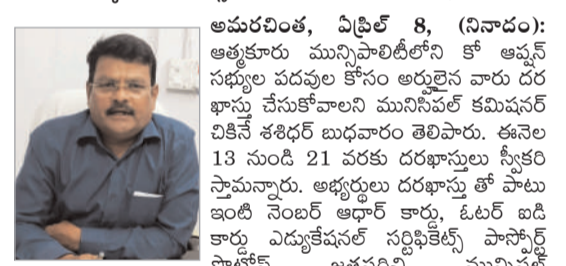 అమరచింత, ఏప్రిల్ 8, (నినాదం):
ఆత్మకూరు మున్సిపాలిటీలోని కో ఆప్షన్
సభ్యుల పదవుల కోసం అర్హులైన వారు దర
ఖాస్తు చేసుకోవాలని మునిసిపల్ కమిషనర్
చికినే శశిధర్ బుధవారం తెలిపారు. ఈనెల
13 నుండి 21 వరకు దరఖాస్తులు స్వీకరి
స్తామన్నారు. అభ్యర్థులు దరఖాస్తు తో పాటు
ఇంటి నెంబర్ ఆధార్ కార్డు, ఓటర్ ఐడి
కార్డు ఎడ్యుకేషనల్ సర్టిఫికెట్స్ పాస్పోర్ట్